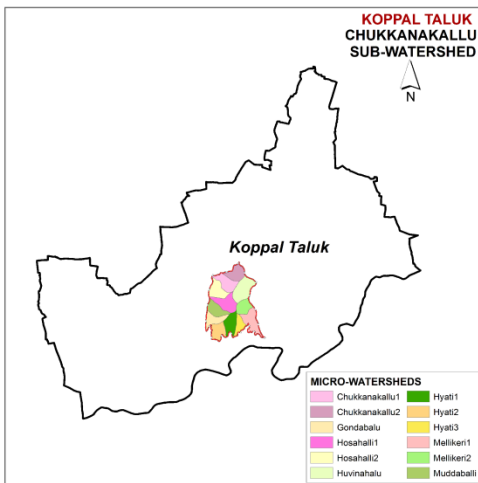 KOPPAL TALUK
CHUKKANAKALLU
SUB-WATERSHED
N
Koppal Taluk
MICRO-WATERSHEDS
Chukkanakallu1
Chukkanakallu2
Gondabalu
Hosahalli1
Hosahalli2
Huvinahalu
Hyati1
Hyati2
Hyati3
Mellikeri1
Mellikeri2
Muddaballi